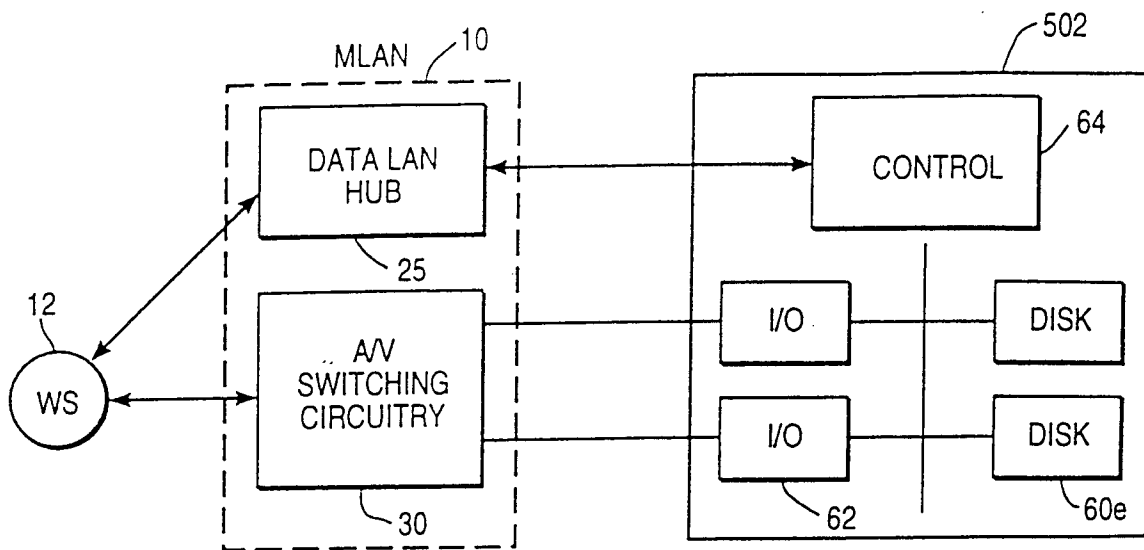 MLAN
10
502
DATA LAN
HUB
25
CONTROL
64
12
WS
A/V
SWITCHING
CIRCUITRY
30
I/O
DISK
I/O
62
DISK
60e